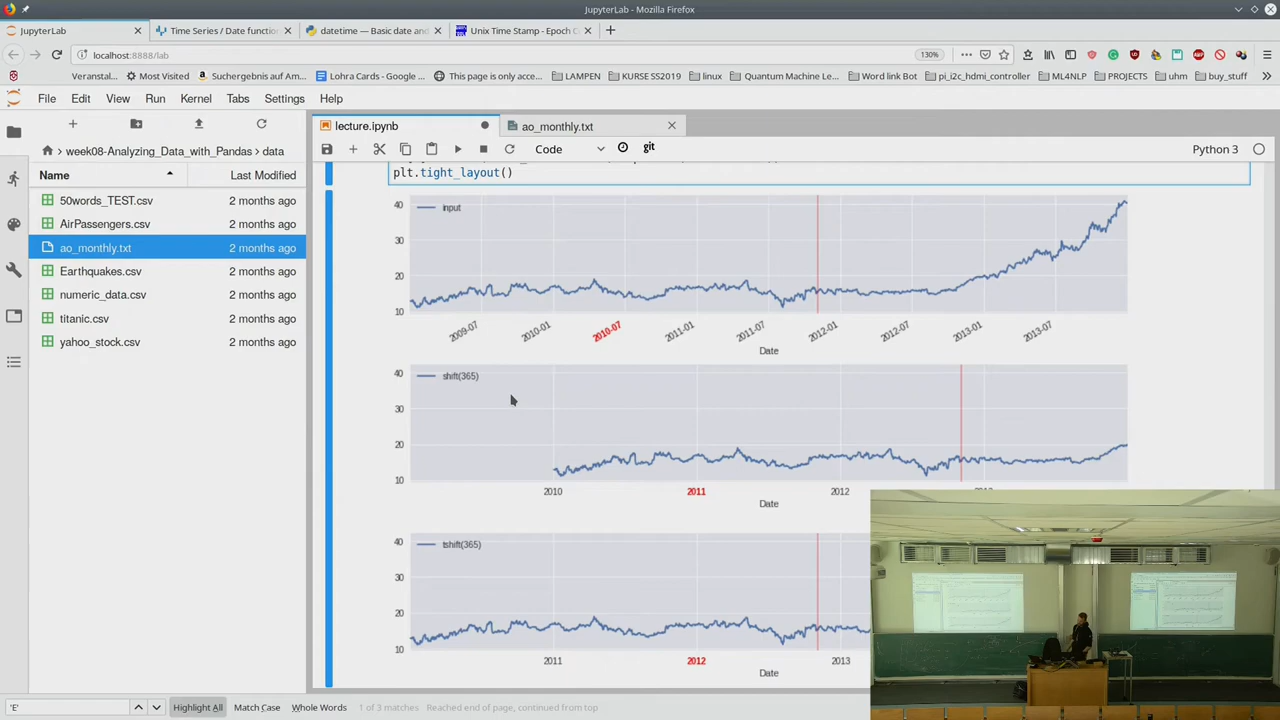 JupyterLab - Mozilla Firefox
JupyterLab
Time Series / Date functio
datetime — Basic date and
Unix Time Stamp - Epoch C
localhost:8888/lab
130%
Veranstal...
Most Visited
Suchergebnis auf Am...
Lohra Cards - Google ...
This page is only acce...
LAMPEN
KURSE SS2019
linux
Quantum Machine Le...
Word link Bot
pi_i2c_hdmi_controller
ML4NLP
PROJECTS
uhm
buy_stuff
File
Edit
View
Run
Kernel
Tabs
Settings
Help
week08-Analyzing_Data_with_Pandas
/
data
Name
Last Modified
50words_TEST.csv
2 months ago
AirPassengers.csv
2 months ago
ao_monthly.txt
2 months ago
Earthquakes.csv
2 months ago
numeric_data.csv
2 months ago
titanic.csv
2 months ago
yahoo_stock.csv
2 months ago
lecture.ipynb
ao_monthly.txt
Code
git
Python 3
plt.tight_layout()
40
30
20
10
input
2009-07
2010-01
2010-07
2011-01
2011-07
2012-01
2012-07
2013-01
2013-07
Date
40
30
20
10
shift(365)
2010
2011
2012
Date
40
30
20
10
tshift(365)
2011
2012
2013
Date
'E'
Highlight All
Match Case
Whole Words
1 of 3 matches
Reached end of page, continued from top